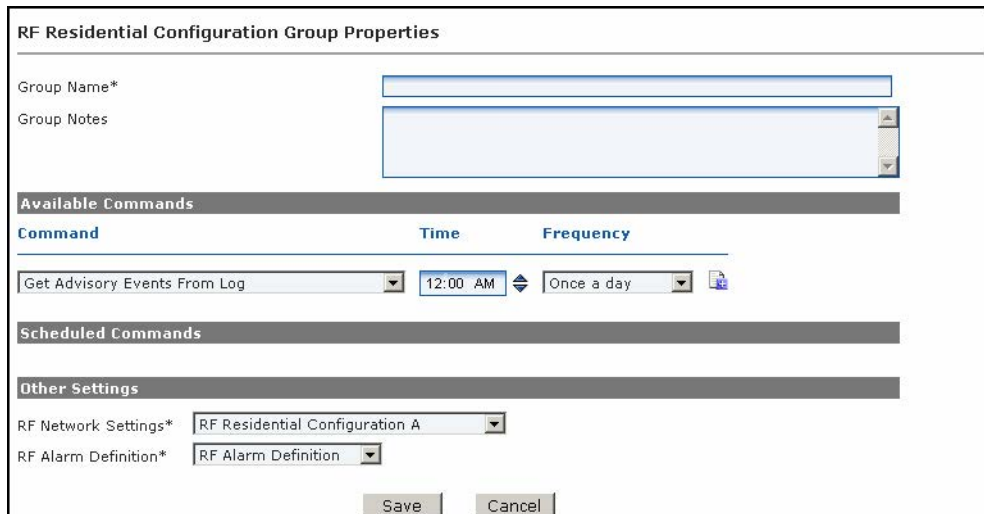 RF Residential Configuration Group Properties
Group Name*
Group Notes
Available Commands
Command Time Frequency
Get Advisory Events From Log 12:00 AM Once a day
Scheduled Commands
Other Settings
RF Network Settings* RF Residential Configuration A
RF Alarm Definition* RF Alarm Definition
Save Cancel